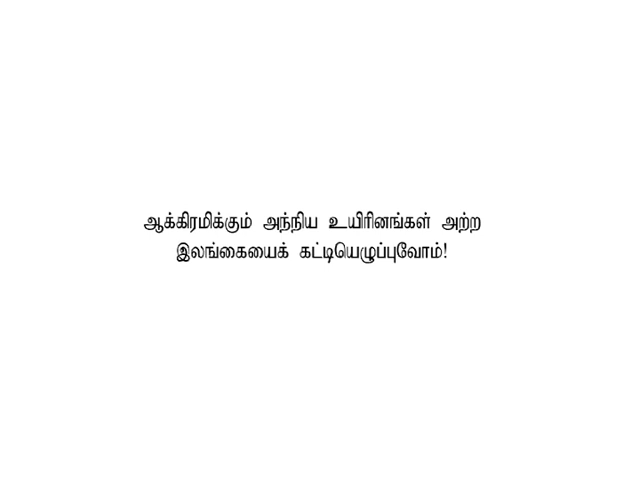 ஆக்கிரமிக்கும் அந்நிய உயிரினங்கள் அற்ற
இலங்கையைக் கட்டியெழுப்புவோம்!